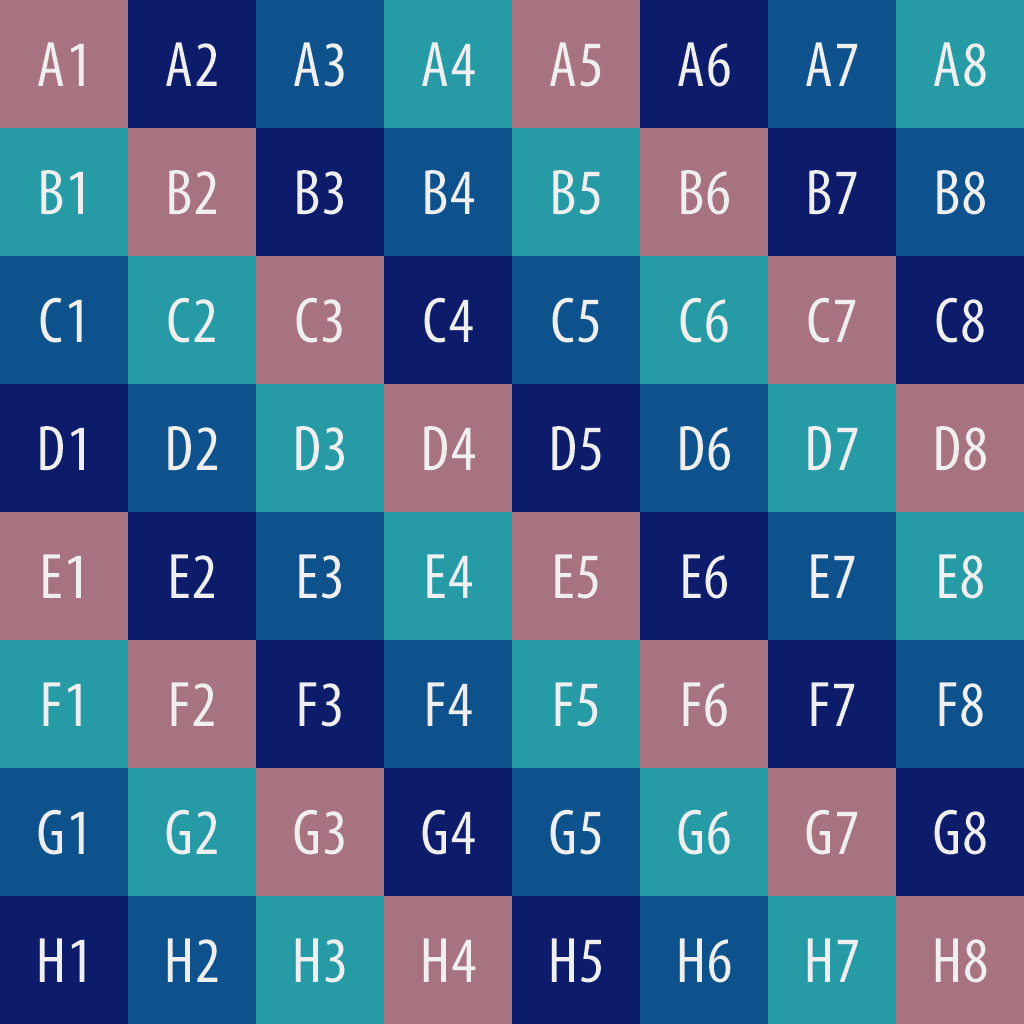 A1 A2 A3 A4 A5 A6 A7 A8
B1 B2 B3 B4 B5 B6 B7 B8
C1 C2 C3 C4 C5 C6 C7 C8
D1 D2 D3 D4 D5 D6 D7 D8
E1 E2 E3 E4 E5 E6 E7 E8
F1 F2 F3 F4 F5 F6 F7 F8
G1 G2 G3 G4 G5 G6 G7 G8
H1 H2 H3 H4 H5 H6 H7 H8